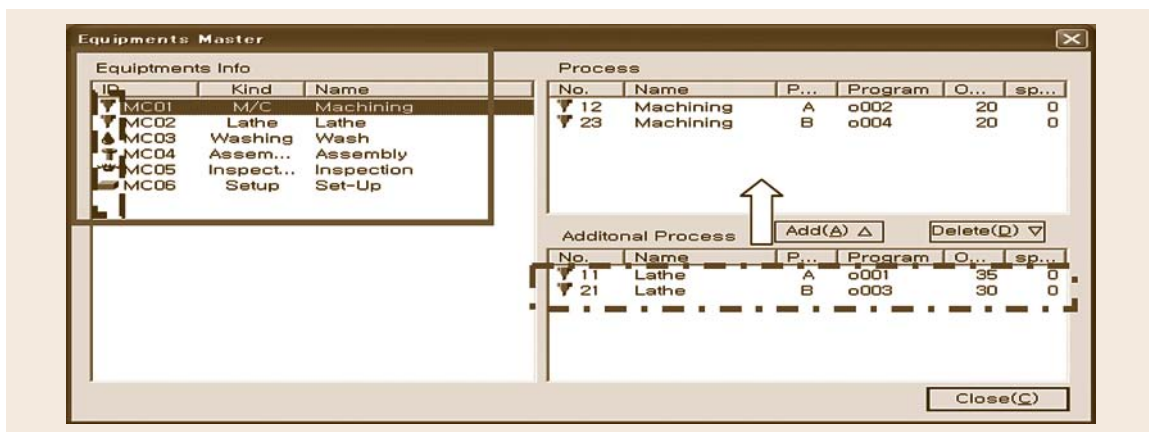 Equipments Master
Equiptments Info
ID Kind Name
MC01 M/C Machining
MC02 Lathe Lathe
MC03 Washing Wash
MC04 Assem... Assembly
MC05 Inspect... Inspection
MC06 Setup Set-Up
Process
No. Name P... Program O... sp...
12 Machining A o002 20 0
23 Machining B o004 20 0
Additonal Process
Add(A) △ Delete(D) ▽
No. Name P... Program O... sp...
11 Lathe A o001 35 0
21 Lathe B o003 30 0
Close(C)